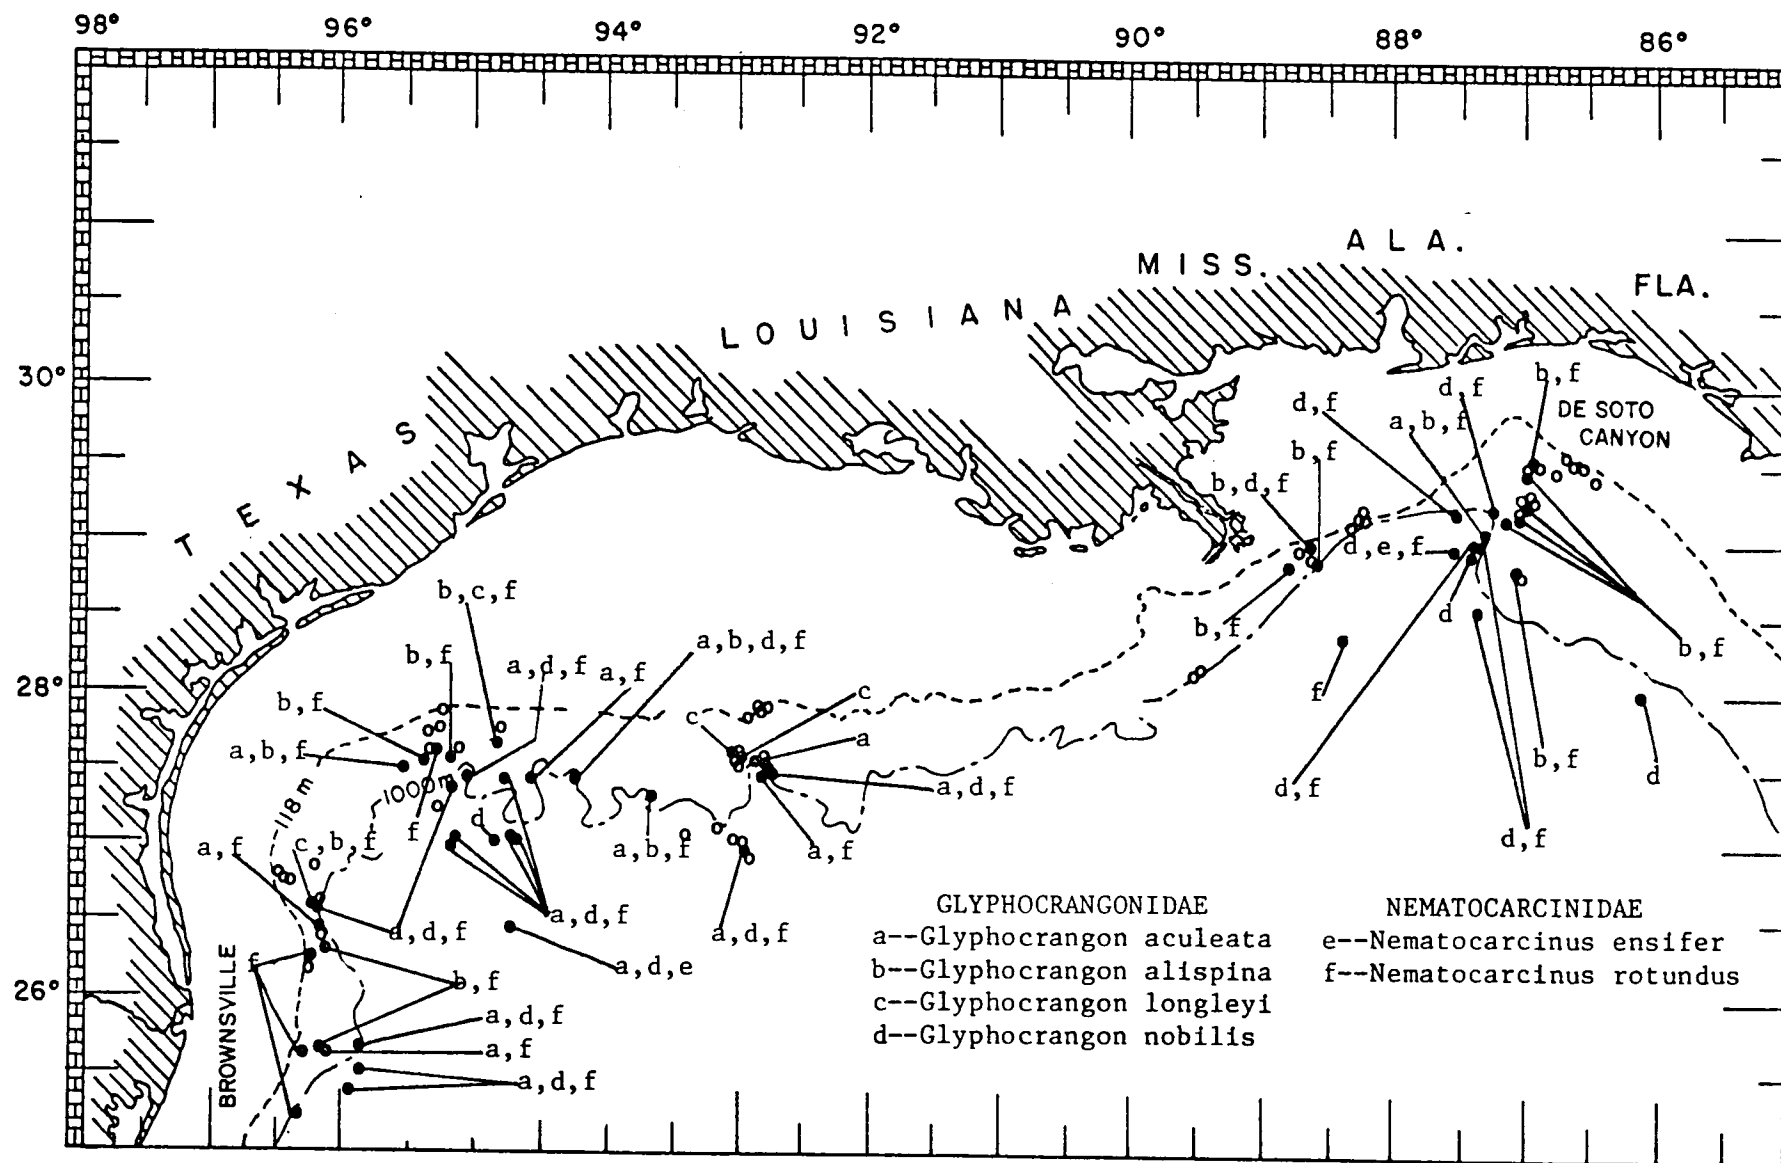 98° 96° 94° 92° 90° 88° 86°
ALA.
MISS.
FLA.
LOUISIANA
30°
b,f
d,f
DE SOTO
CANYON
d,f
a,b,f
TEXAS
b,f
b,d,f
d,e,f
b,c,f
d
b,f
a,b,d,f
b,f
b,f
a,d,f
a,f
28°
f
c
b,f
c
a
a,b,f
b,f
d
1000m
118m
a,d,f
d,f
f
d
a,f
c,b,f
a,b,f
a,f
d,f
a,d,f
a,d,f
a,d,f
GLYPHOCRANGONIDAE
NEMATOCARCINIDAE
a--Glyphocrangon aculeata
e--Nematocarcinus ensifer
f
a,d,e
b--Glyphocrangon alispina
f--Nematocarcinus rotundus
26°
b,f
c--Glyphocrangon longleyi
a,d,f
d--Glyphocrangon nobilis
BROWNSVILLE
a,f
a,d,f